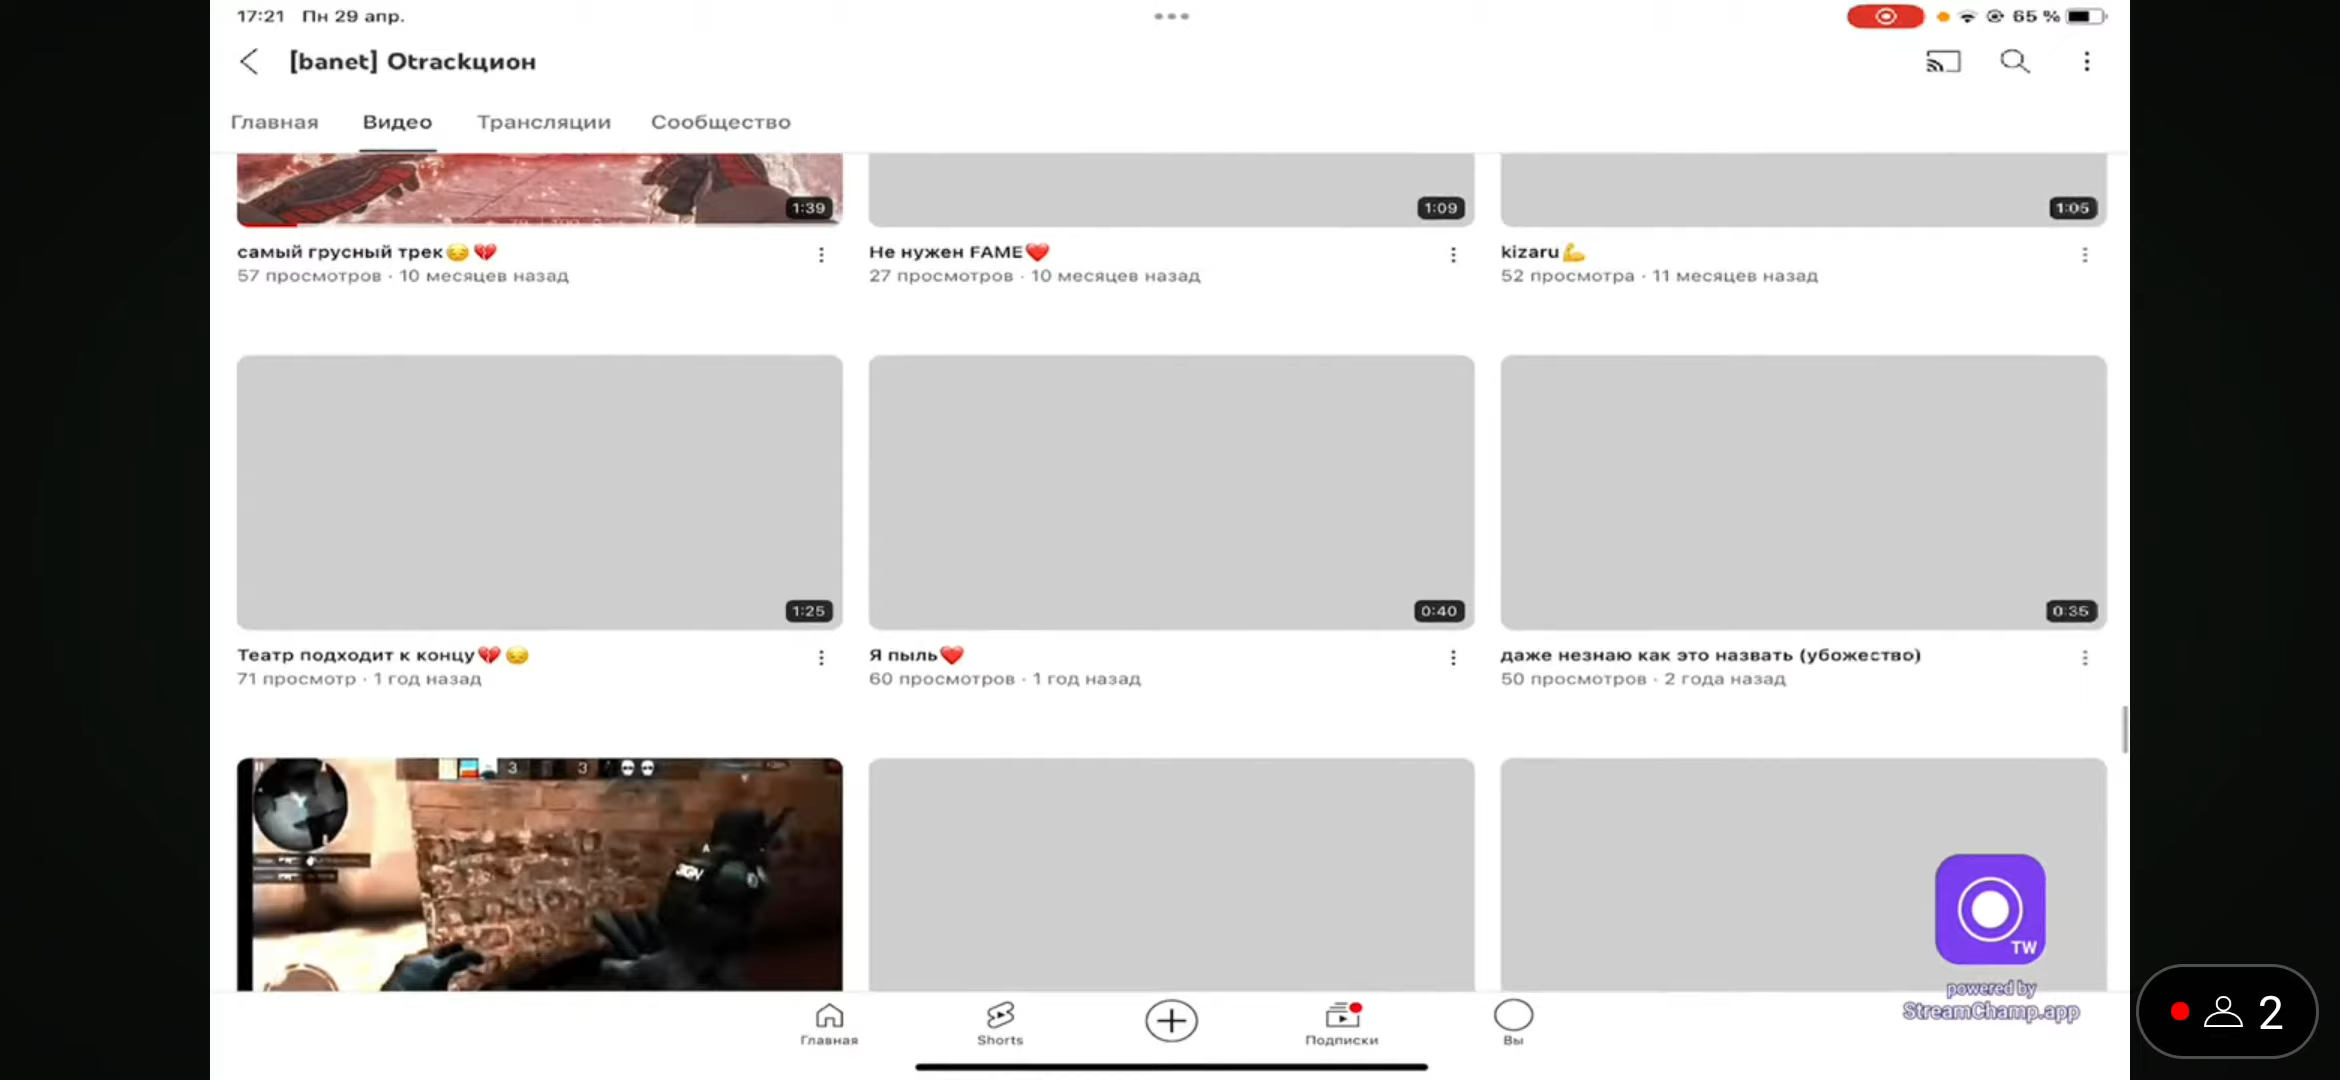 17:21 Пн 29 апр.
65 %
[banet] Otrackцион
Главная Видео Трансляции Сообщество
1:39
1:09
1:05
самый грусный трек😔💔
57 просмотров · 10 месяцев назад
Не нужен FAME❤️
27 просмотров · 10 месяцев назад
kizaru💪
52 просмотра · 11 месяцев назад
1:25
0:40
0:35
Театр подходит к концу💔😔
71 просмотр · 1 год назад
Я пыль❤️
60 просмотров · 1 год назад
даже незнаю как это назвать (убожество)
50 просмотров · 2 года назад
3 3
TW
powered by
StreamChamp.app
2
Главная
Shorts
Подписки
Вы